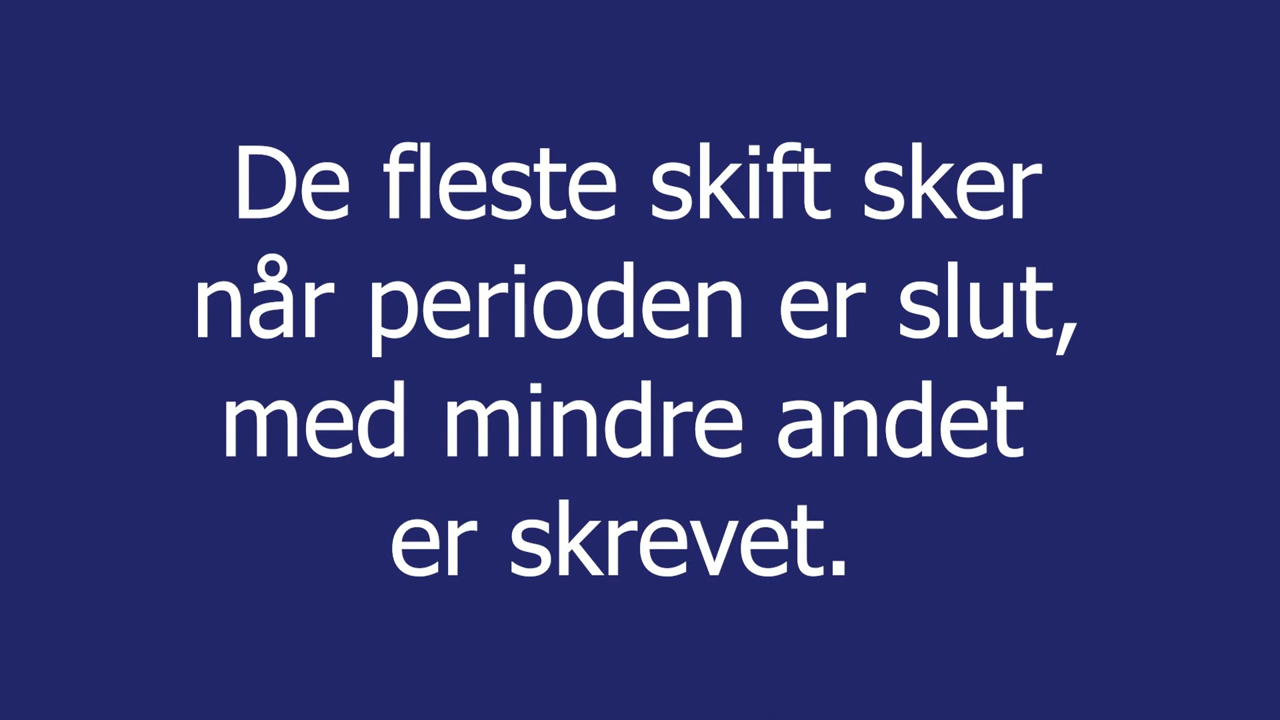 De fleste skift sker
når perioden er slut,
med mindre andet
er skrevet.